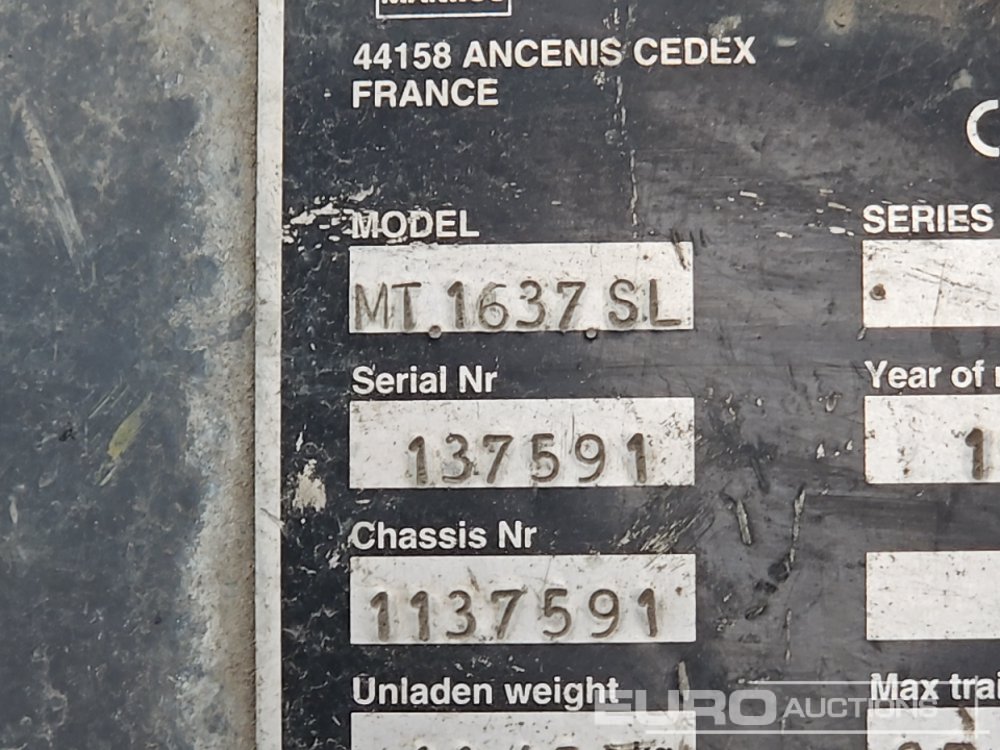 44158 ANCENIS CEDEX
FRANCE
C
MODEL
SERIES
MT.1637.SL
Serial Nr
Year of
137591
1
Chassis Nr
1137591
Unladen weight
Max trai
EURO AUCTIONS